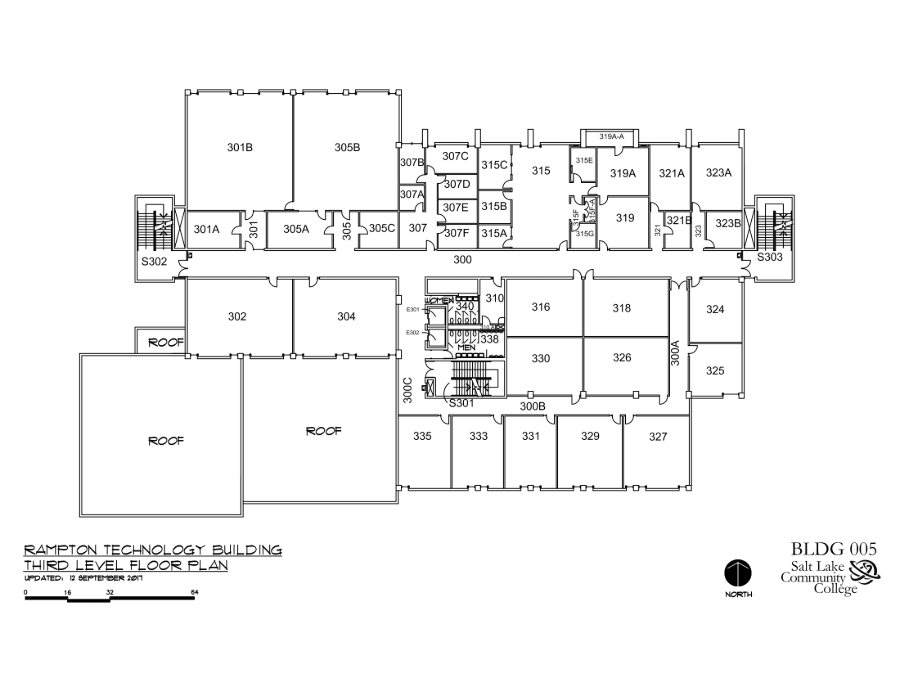 319A-A
301B
305B
307B
307C
315C
315
315E
319A
321A
323A
307D
307A
307E
315B
315F
315F-A
319
301A
301
305A
305
305C
307
307F
315A
315G
321
321B
323
323B
S302
300
S303
302
304
E301
WOMEN
340
310
316
318
324
E302
338
MEN
ROOF
330
326
300A
325
300C
S301
300B
ROOF
ROOF
335
333
331
329
327
RAMPTON TECHNOLOGY BUILDING
THIRD LEVEL FLOOR PLAN
UPDATED: 12 SEPTEMBER 2017
0 16 32 64
NORTH
BLDG 005
Salt Lake
Community
College